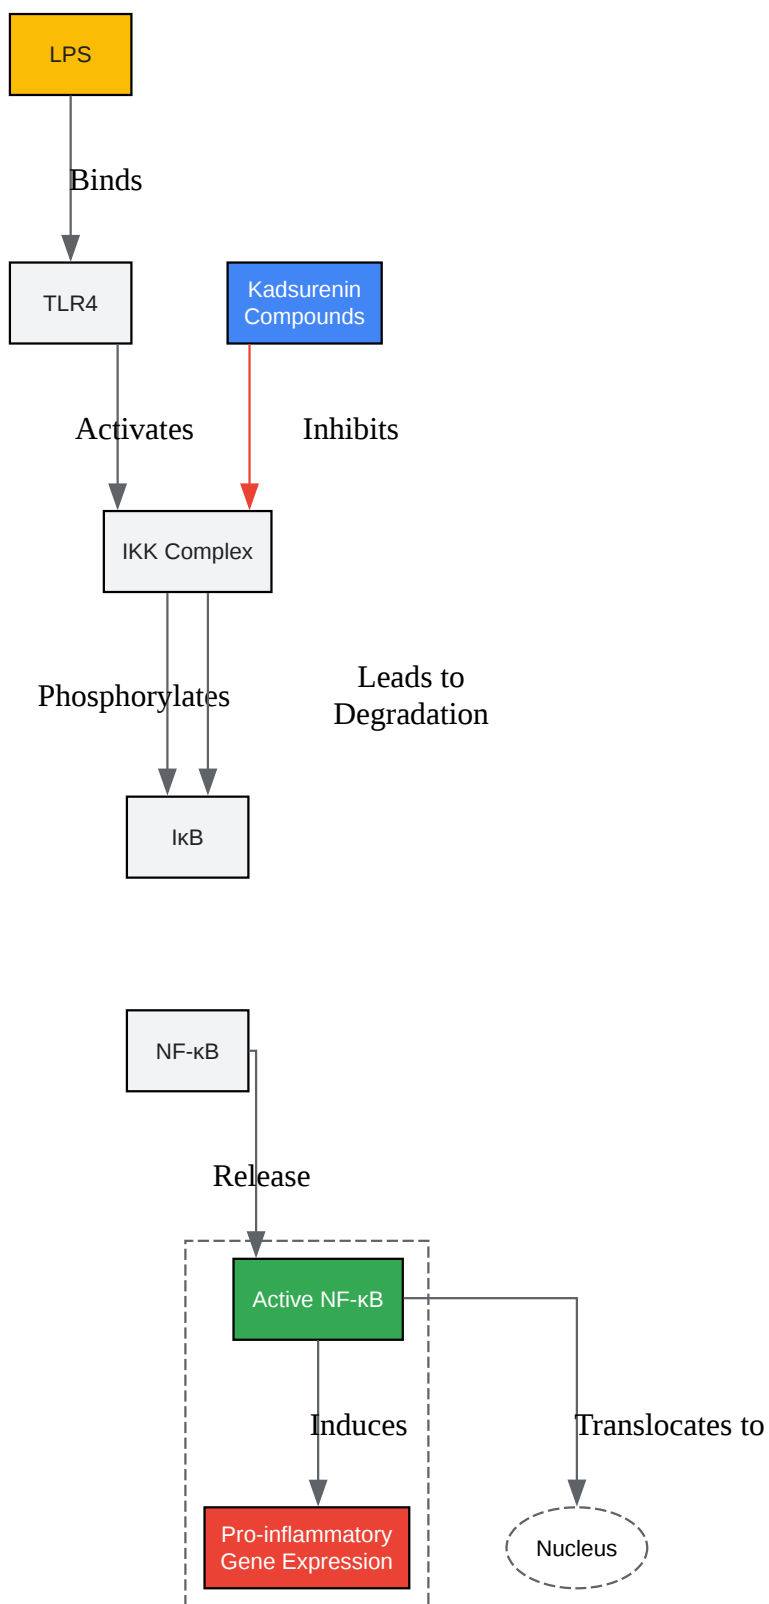 LPS
Binds
TLR4
Kadsurenin
Compounds
Activates
Inhibits
IKK Complex
Phosphorylates
Leads to
Degradation
IκB
NF-κB
Release
Active NF-κB
Induces
Translocates to
Pro-inflammatory
Gene Expression
Nucleus